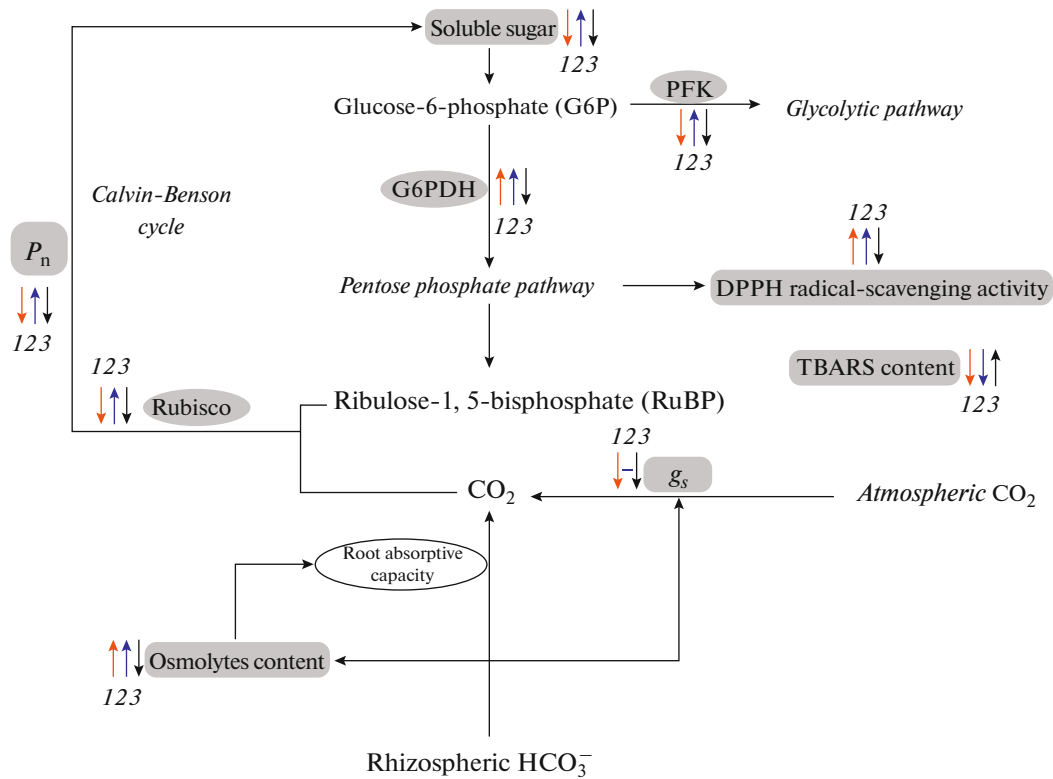 Soluble sugar
123
Glucose-6-phosphate (G6P)
PFK
Glycolytic pathway
123
Calvin-Benson
cycle
G6PDH
123
Pn
123
Pentose phosphate pathway
123
DPPH radical-scavenging activity
TBARS content
123
123
Rubisco
Ribulose-1, 5-bisphosphate (RuBP)
123
gs
CO2
Atmospheric CO2
Root absorptive
capacity
Osmolytes content
123
Rhizospheric HCO3−